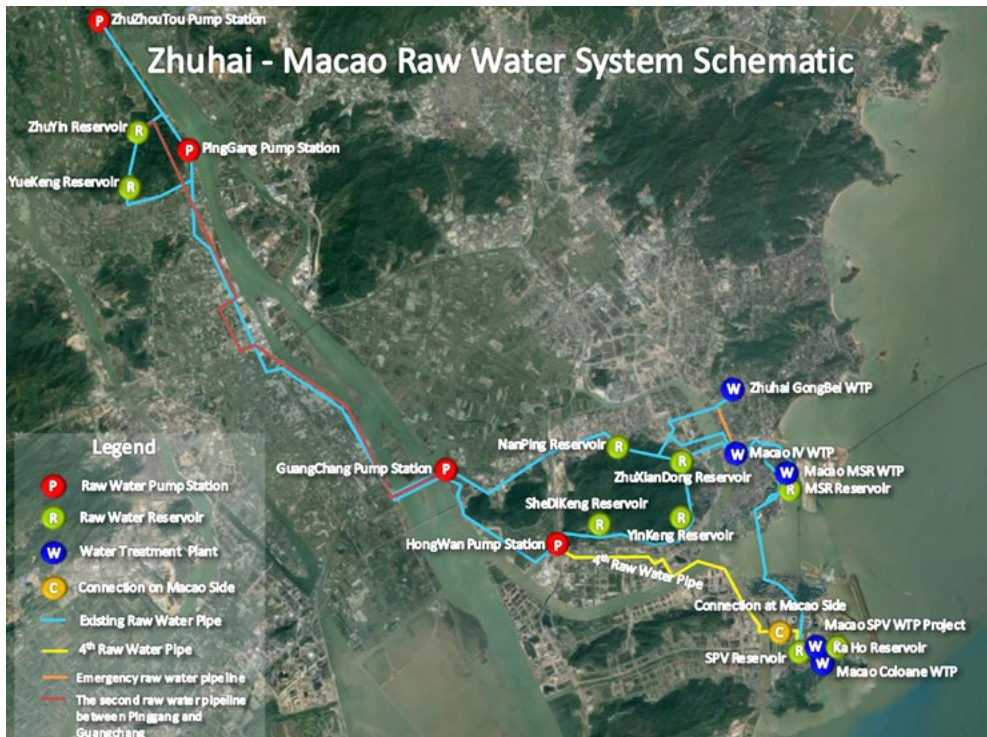 ZhuZhouTou Pump Station
Zhuhai - Macao Raw Water System Schematic
ZhuYin Reservoir
R
P
P
PingGang Pump Station
YueKeng Reservoir
R
W
Zhuhai GongBei WTP
NanPing Reservoir
R
W
Macao IV WTP
R
ZhuXianDong Reservoir
W
Macao MSR WTP
R
MSR Reservoir
GuangChang Pump Station
P
SheDiKeng Reservoir
R
R
YinKeng Reservoir
HongWan Pump Station
P
4th Raw Water Pipe
Connection at Macao Side
C
Macao SPV WTP Project
SPV Reservoir
R
W
R
Ka Ho Reservoir
W
Macao Coloane WTP
Legend
P
Raw Water Pump Station
R
Raw Water Reservoir
W
Water Treatment Plant
C
Connection on Macao Side
Existing Raw Water Pipe
4th Raw Water Pipe
Emergency raw water pipeline
The second raw water pipeline
between Pinggang and
Guangchang